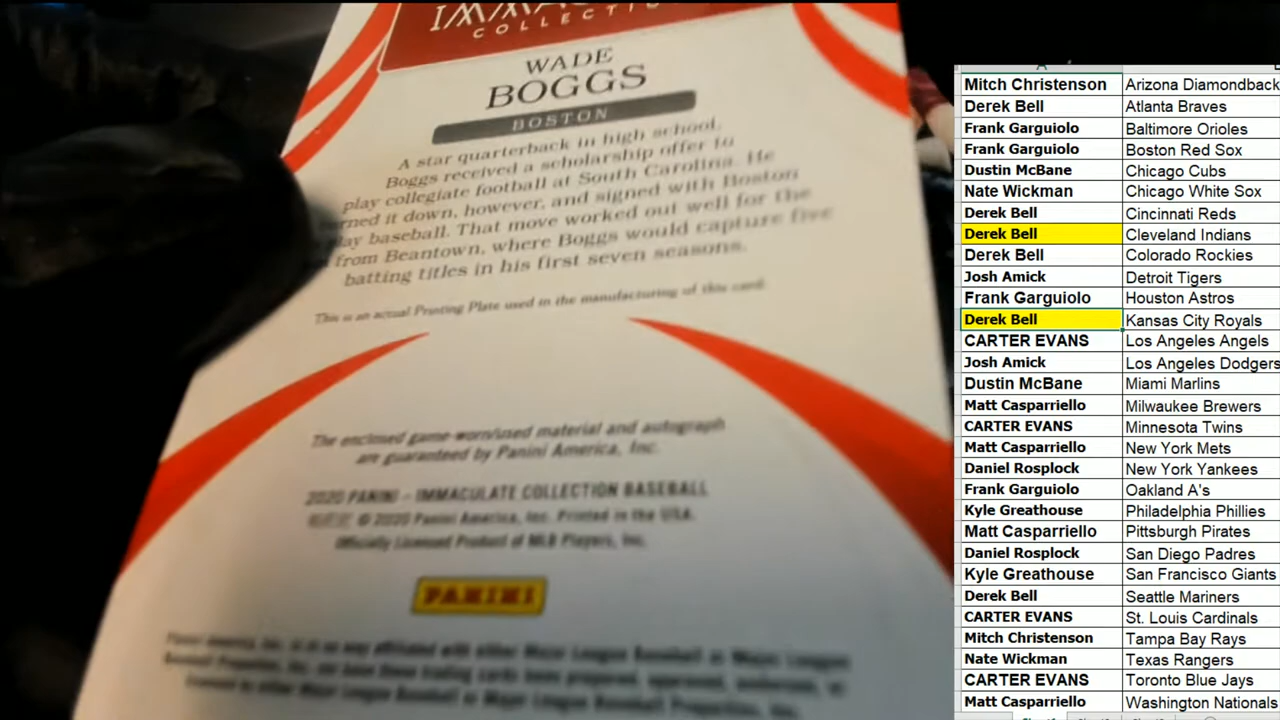 COLLECTI
WADE
BOGGS
BOSTON
A star quarterback in high school,
Boggs received a scholarship offer to
play collegiate football at South Carolina. He
rned it down, however, and signed with Boston
ay baseball. That move worked out well for the
from Beantown, where Boggs would capture five
batting titles in his first seven seasons.
This is an actual Printing Plate used in the manufacturing of this card.
The enclosed game-worn/used material and autograph
are guaranteed by Panini America, Inc.
2020 PANINI - IMMACULATE COLLECTION BASEBALL
© 2020 Panini America, Inc. Printed in the USA.
Officially Licensed Product of MLB Players, Inc.
PANINI
Mitch Christenson Arizona Diamondback
Derek Bell Atlanta Braves
Frank Garguiolo Baltimore Orioles
Frank Garguiolo Boston Red Sox
Dustin McBane Chicago Cubs
Nate Wickman Chicago White Sox
Derek Bell Cincinnati Reds
Derek Bell Cleveland Indians
Derek Bell Colorado Rockies
Josh Amick Detroit Tigers
Frank Garguiolo Houston Astros
Derek Bell Kansas City Royals
CARTER EVANS Los Angeles Angels
Josh Amick Los Angeles Dodgers
Dustin McBane Miami Marlins
Matt Casparriello Milwaukee Brewers
CARTER EVANS Minnesota Twins
Matt Casparriello New York Mets
Daniel Rosplock New York Yankees
Frank Garguiolo Oakland A's
Kyle Greathouse Philadelphia Phillies
Matt Casparriello Pittsburgh Pirates
Daniel Rosplock San Diego Padres
Kyle Greathouse San Francisco Giants
Derek Bell Seattle Mariners
CARTER EVANS St. Louis Cardinals
Mitch Christenson Tampa Bay Rays
Nate Wickman Texas Rangers
CARTER EVANS Toronto Blue Jays
Matt Casparriello Washington Nationals